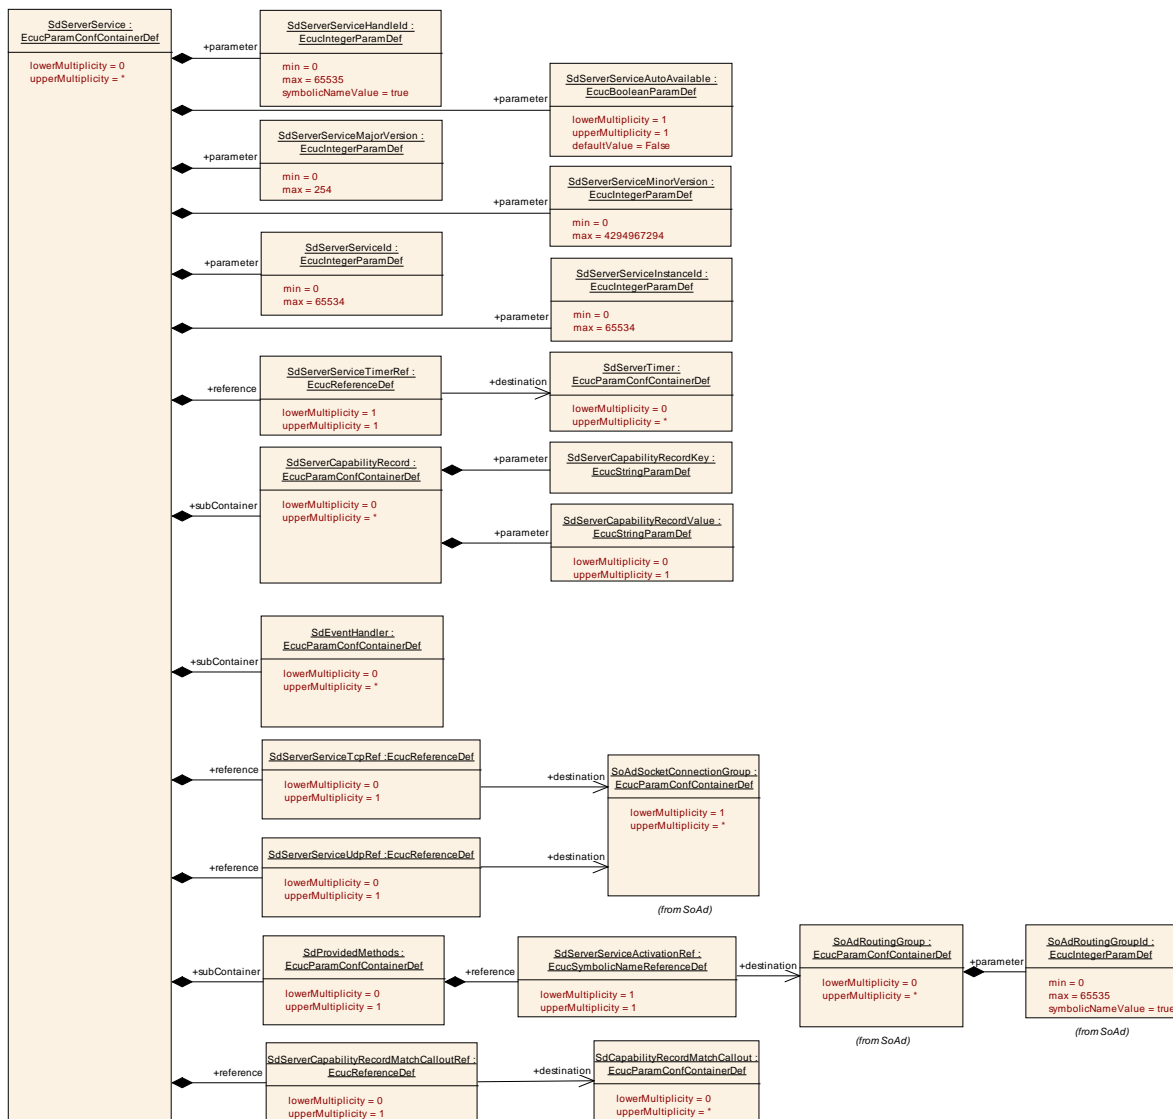 SdServerService :
EcucParamConfContainerDef
lowerMultiplicity = 0
upperMultiplicity = *
+parameter
SdServerServiceHandleId :
EcucIntegerParamDef
min = 0
max = 65535
symbolicNameValue = true
+parameter
SdServerServiceAutoAvailable :
EcucBooleanParamDef
lowerMultiplicity = 1
upperMultiplicity = 1
defaultValue = False
+parameter
SdServerServiceMajorVersion :
EcucIntegerParamDef
min = 0
max = 254
+parameter
SdServerServiceMinorVersion :
EcucIntegerParamDef
min = 0
max = 4294967294
+parameter
SdServerServiceId :
EcucIntegerParamDef
min = 0
max = 65534
+parameter
SdServerServiceInstanceId :
EcucIntegerParamDef
min = 0
max = 65534
+reference
SdServerServiceTimerRef :
EcucReferenceDef
lowerMultiplicity = 1
upperMultiplicity = 1
+destination
SdServerTimer :
EcucParamConfContainerDef
lowerMultiplicity = 0
upperMultiplicity = *
+subContainer
SdServerCapabilityRecord :
EcucParamConfContainerDef
lowerMultiplicity = 0
upperMultiplicity = *
+parameter
SdServerCapabilityRecordKey :
EcucStringParamDef
+parameter
SdServerCapabilityRecordValue :
EcucStringParamDef
lowerMultiplicity = 0
upperMultiplicity = 1
+subContainer
SdEventHandler :
EcucParamConfContainerDef
lowerMultiplicity = 0
upperMultiplicity = *
+reference
SdServerServiceTcpRef :EcucReferenceDef
lowerMultiplicity = 0
upperMultiplicity = 1
+destination
SoAdSocketConnectionGroup :
EcucParamConfContainerDef
lowerMultiplicity = 1
upperMultiplicity = *
(from SoAd)
+reference
SdServerServiceUdpRef :EcucReferenceDef
lowerMultiplicity = 0
upperMultiplicity = 1
+destination
+subContainer
SdProvidedMethods :
EcucParamConfContainerDef
lowerMultiplicity = 0
upperMultiplicity = 1
+reference
SdServerServiceActivationRef :
EcucSymbolicNameReferenceDef
lowerMultiplicity = 1
upperMultiplicity = 1
+destination
SoAdRoutingGroup :
EcucParamConfContainerDef
lowerMultiplicity = 0
upperMultiplicity = *
(from SoAd)
+parameter
SoAdRoutingGroupId :
EcucIntegerParamDef
min = 0
max = 65535
symbolicNameValue = true
(from SoAd)
+reference
SdServerCapabilityRecordMatchCalloutRef :
EcucReferenceDef
lowerMultiplicity = 0
upperMultiplicity = 1
+destination
SdCapabilityRecordMatchCallout :
EcucParamConfContainerDef
lowerMultiplicity = 0
upperMultiplicity = *